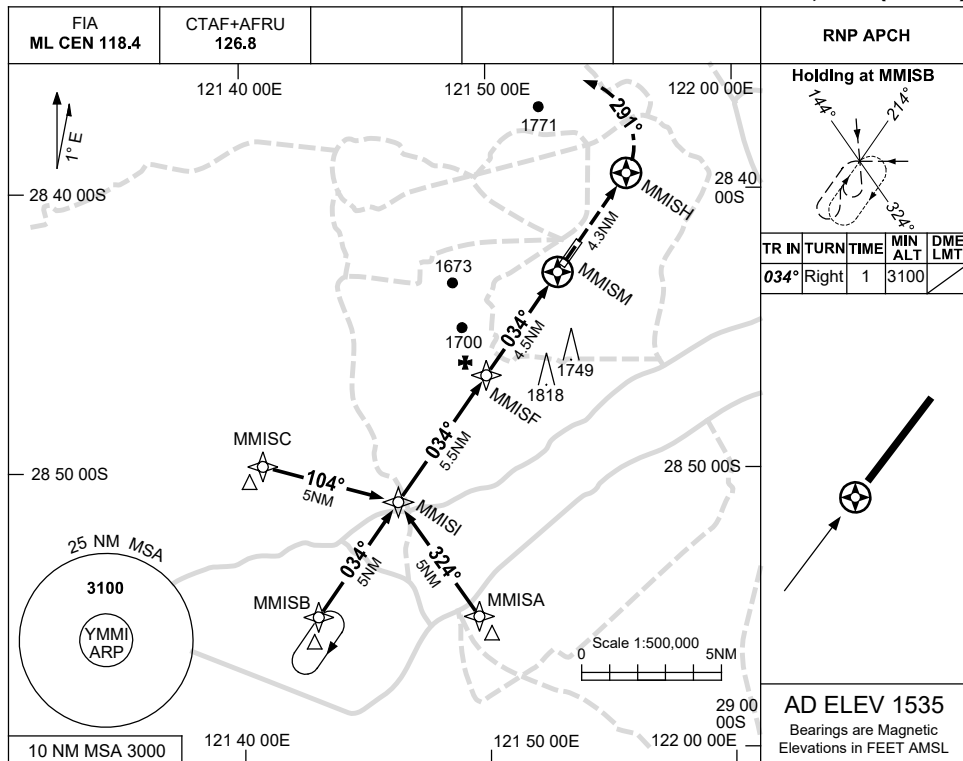 FIA
ML CEN 118.4
CTAF+AFRU
126.8
RNP APCH
1° E
121 40 00E
121 50 00E
122 00 00E
1771
291°
28 40 00S
28 40
00S
MMISH
4.3NM
MMISM
1673
1700
034°
4.5NM
1749
1818
MMISF
034°
5.5NM
MMISC
104°
5NM
28 50 00S
28 50 00S
MMISI
25 NM MSA
3100
YMMI
ARP
034°
5NM
324°
5NM
MMISB
MMISA
Scale 1:500,000
0
5NM
29 00
00S
10 NM MSA 3000
121 40 00E
121 50 00E
122 00 00E
Holding at MMISB
144°
214°
324°
TR IN TURN TIME MIN ALT DME LMT
034° Right 1 3100
AD ELEV 1535
Bearings are Magnetic
Elevations in FEET AMSL